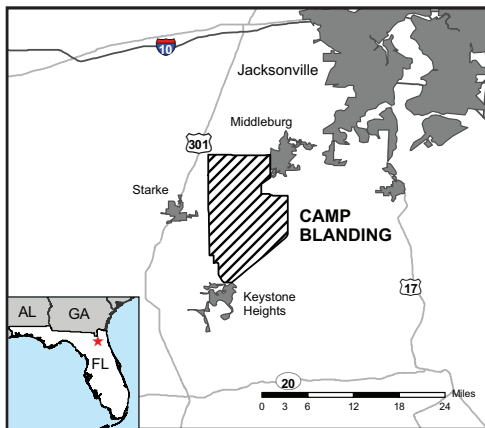 10
Jacksonville
Middleburg
301
Starke
CAMP
BLANDING
17
Keystone
Heights
AL
GA
FL
20
Miles
0 3 6 12 18 24